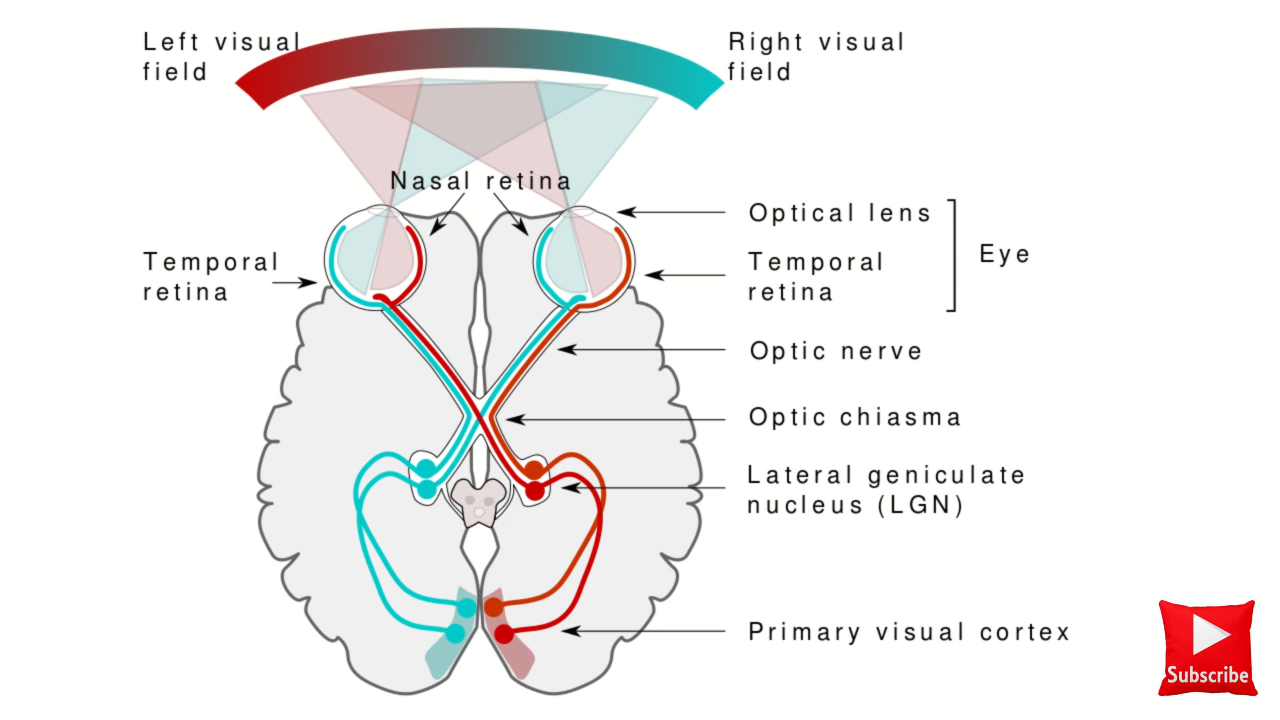 Left visual
field
Right visual
field
Nasal retina
Temporal
retina
Optical lens
Temporal
retina
Eye
Optic nerve
Optic chiasma
Lateral geniculate
nucleus (LGN)
Primary visual cortex
Subscribe